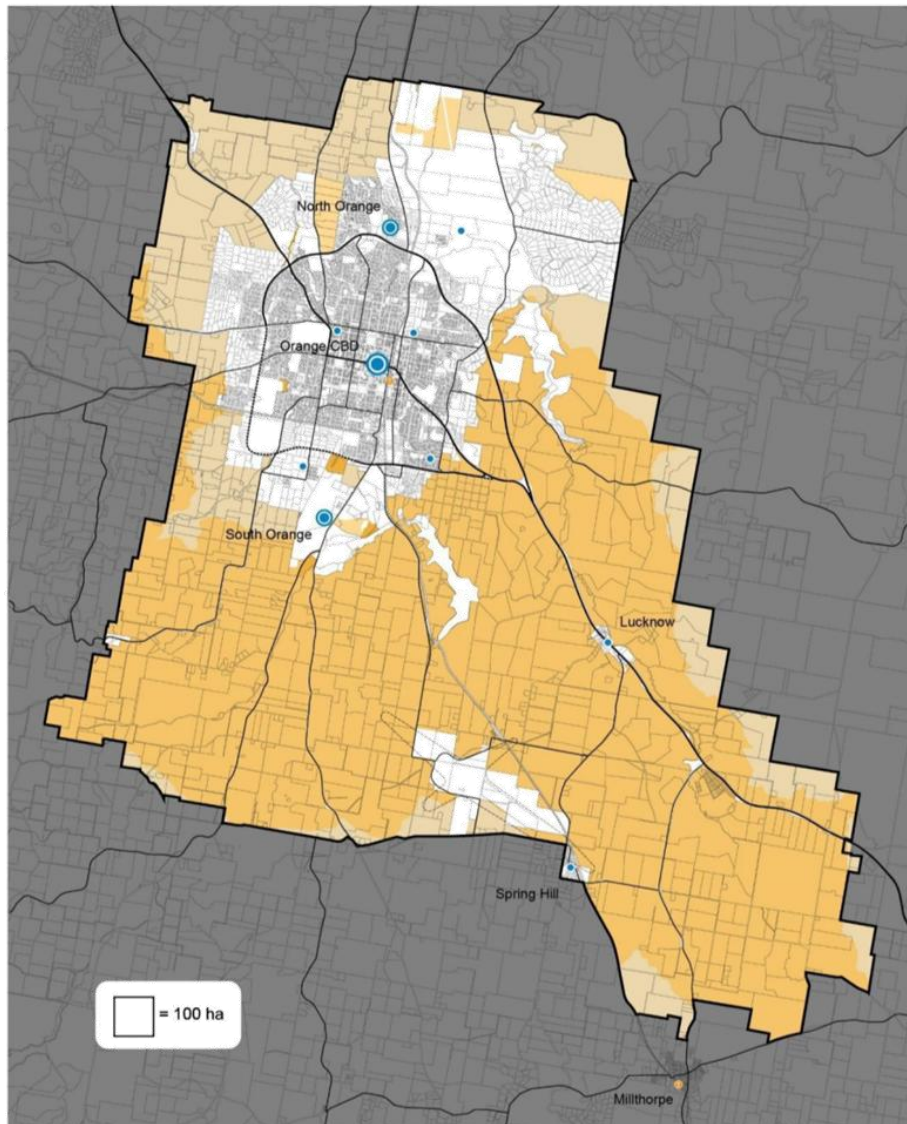 North Orange
Orange CBD
South Orange
Lucknow
Spring Hill
= 100 ha
Millthorpe